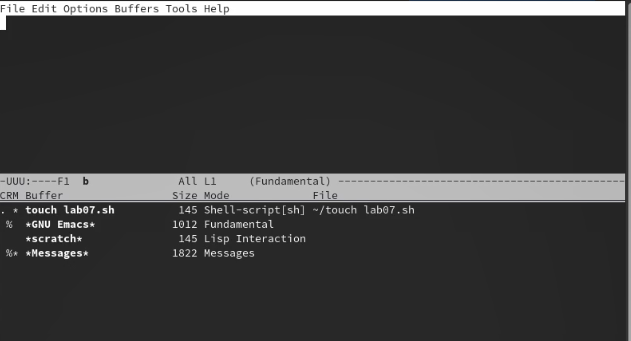 File Edit Options Buffers Tools Help
-UUU:----F1  b              All L1     (Fundamental) ---------------------------------------------
CRM Buffer                 Size Mode             File
. * touch lab07.sh          145 Shell-script[sh] ~/touch lab07.sh
 %  *GNU Emacs*            1012 Fundamental
    *scratch*               145 Lisp Interaction
 %* *Messages*             1822 Messages